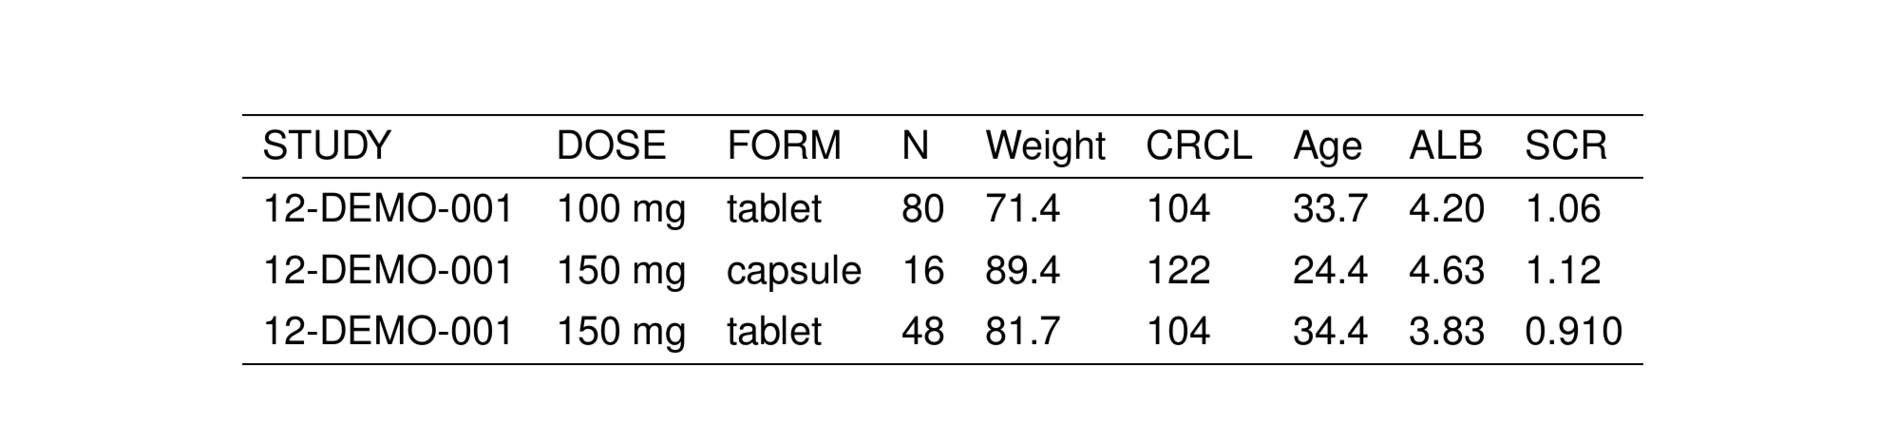 STUDY DOSE FORM N Weight CRCL Age ALB SCR
12-DEMO-001 100 mg tablet 80 71.4 104 33.7 4.20 1.06
12-DEMO-001 150 mg capsule 16 89.4 122 24.4 4.63 1.12
12-DEMO-001 150 mg tablet 48 81.7 104 34.4 3.83 0.910